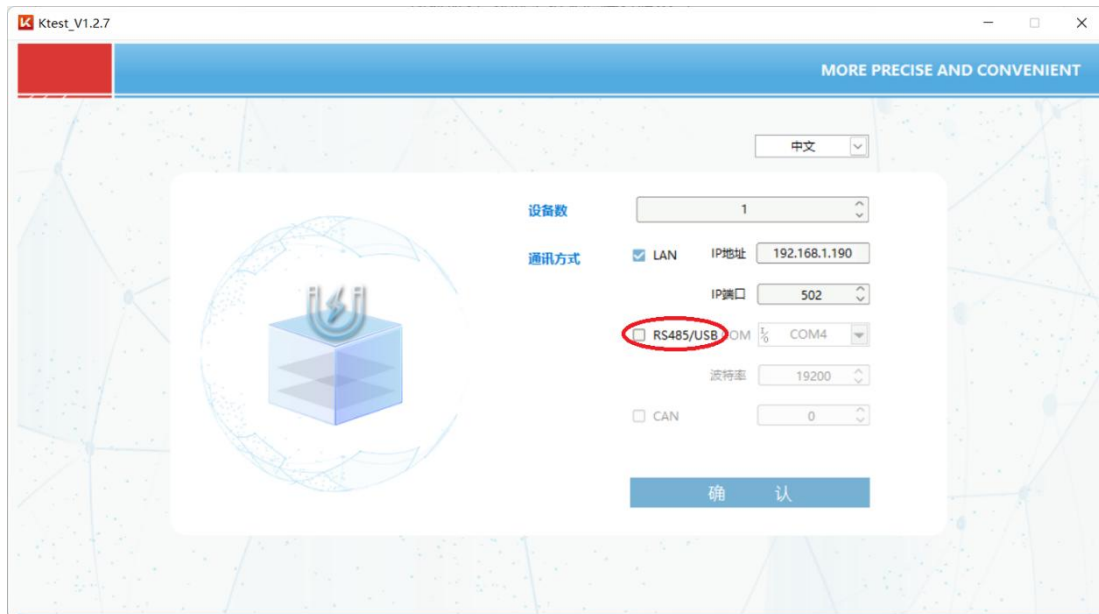 Ktest_V1.2.7
MORE PRECISE AND CONVENIENT
中文
设备数 1
通讯方式 LAN IP地址 192.168.1.190
IP端口 502
RS485/USB COM4
波特率 19200
CAN 0
确 认